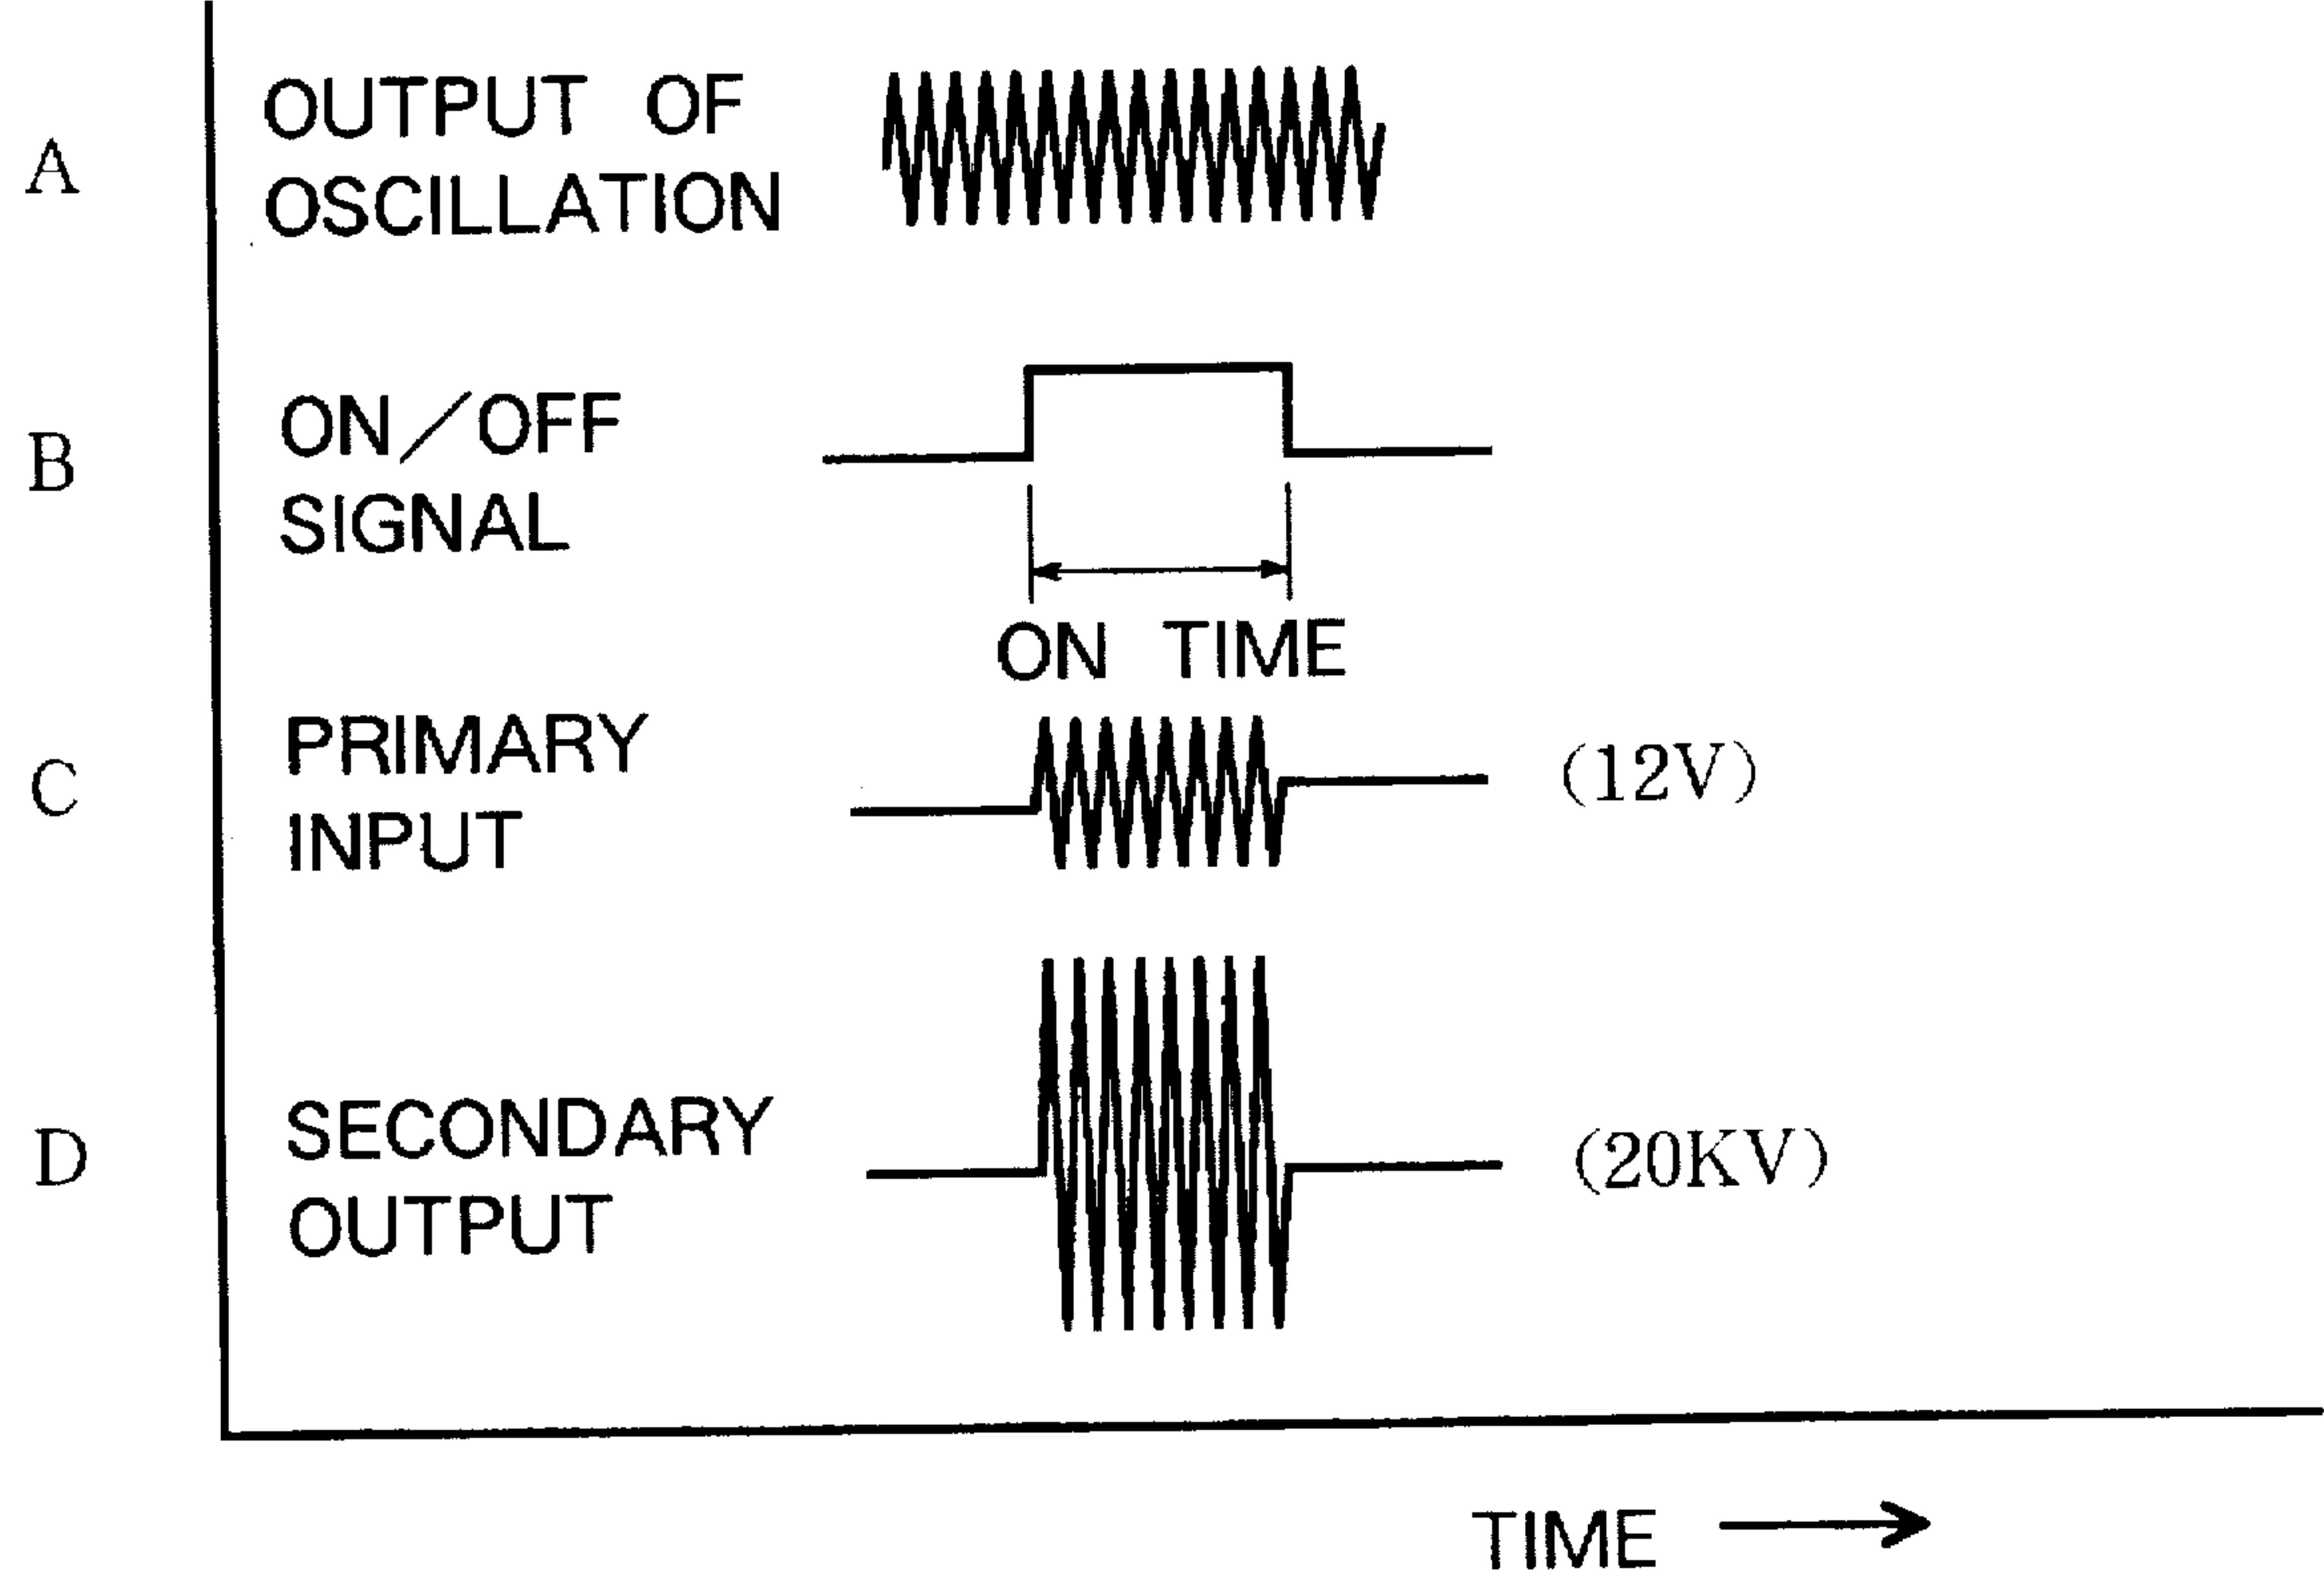 A
OUTPUT OF
OSCILLATION
B
ON/OFF
SIGNAL
ON TIME
C
PRIMARY
INPUT
(12V)
D
SECONDARY
OUTPUT
(20KV)
TIME